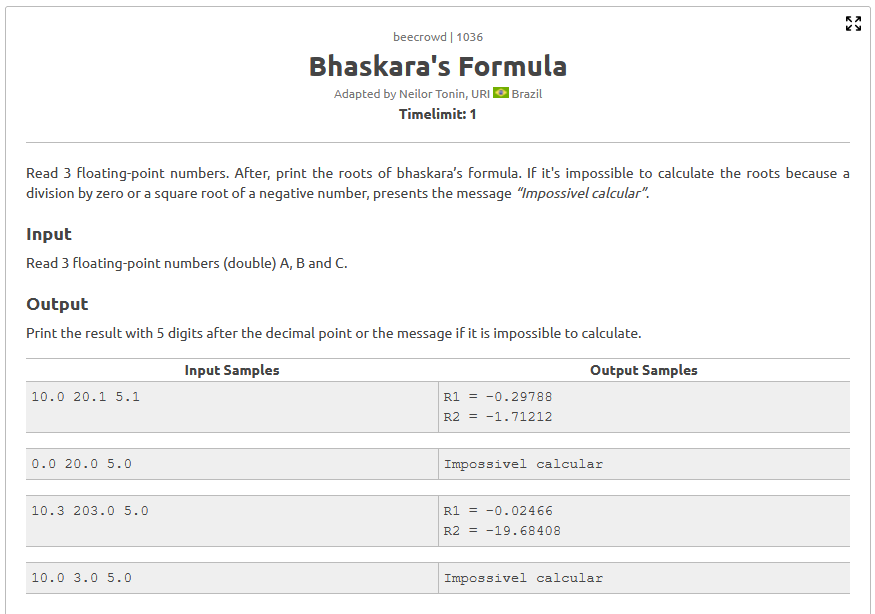 beecrowd | 1036
Bhaskara's Formula
Adapted by Neilor Tonin, URI Brazil
Timelimit: 1
Read 3 floating-point numbers. After, print the roots of bhaskara’s formula. If it's impossible to calculate the roots because a
division by zero or a square root of a negative number, presents the message “Impossivel calcular”.
Input
Read 3 floating-point numbers (double) A, B and C.
Output
Print the result with 5 digits after the decimal point or the message if it is impossible to calculate.
Input Samples Output Samples
10.0 20.1 5.1 R1 = -0.29788
R2 = -1.71212
0.0 20.0 5.0 Impossivel calcular
10.3 203.0 5.0 R1 = -0.02466
R2 = -19.68408
10.0 3.0 5.0 Impossivel calcular